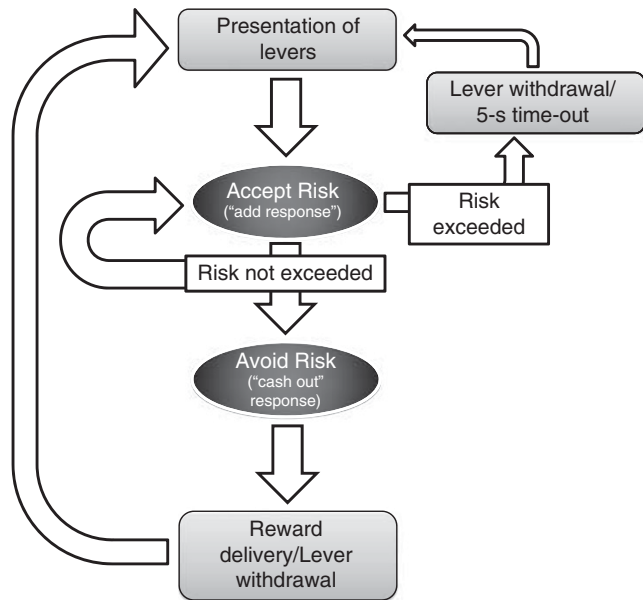 Presentation of
levers
Lever withdrawal/
5-s time-out
Accept Risk
(“add response”)
Risk
exceeded
Risk not exceeded
Avoid Risk
(“cash out”
response)
Reward
delivery/Lever
withdrawal